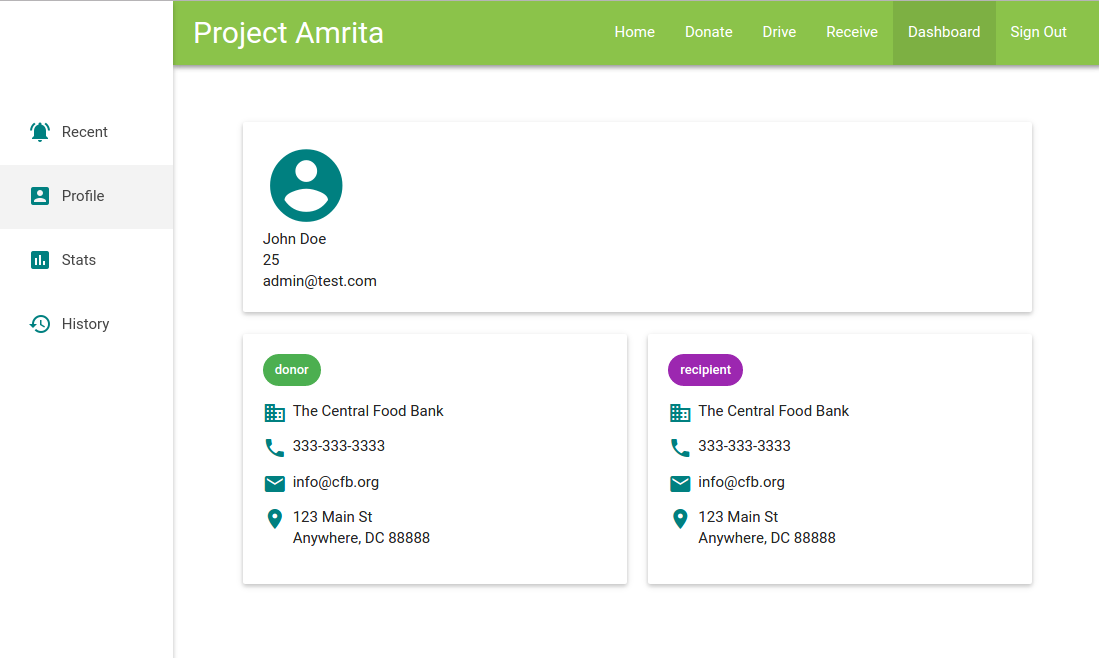 Project Amrita
Home
Donate
Drive
Receive
Dashboard
Sign Out
Recent
Profile
Stats
History
John Doe
25
admin@test.com
donor
The Central Food Bank
333-333-3333
info@cfb.org
123 Main St
Anywhere, DC 88888
recipient
The Central Food Bank
333-333-3333
info@cfb.org
123 Main St
Anywhere, DC 88888